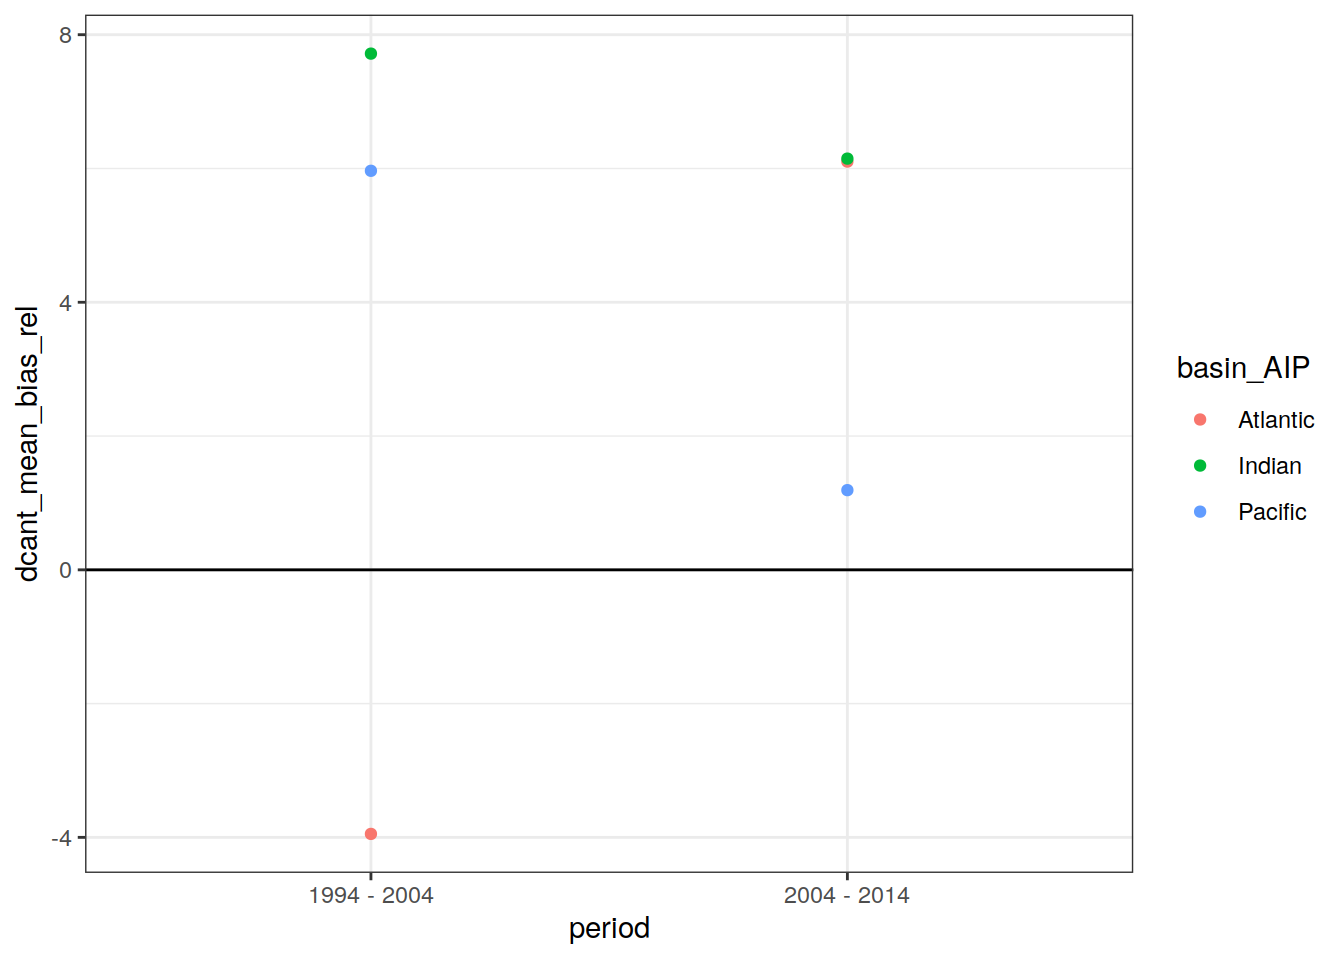 8
4
0
-4
dcant_mean_bias_rel
1994 - 2004
2004 - 2014
period
basin_AIP
Atlantic
Indian
Pacific